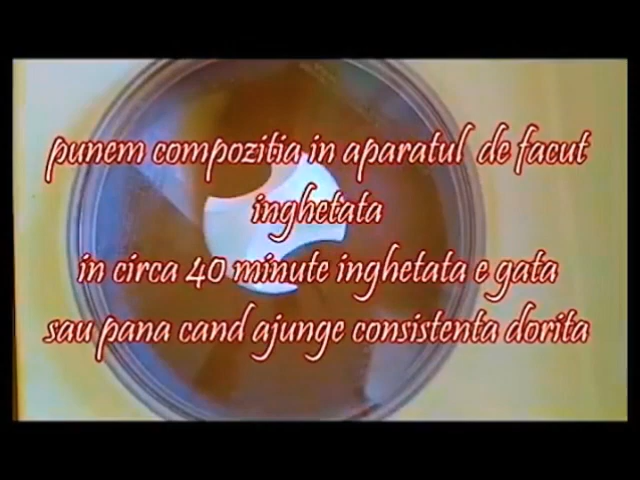 punem compozitia in aparatul de facut
inghetata
in circa 40 minute inghetata e gata
sau pana cand ajunge consistenta dorita